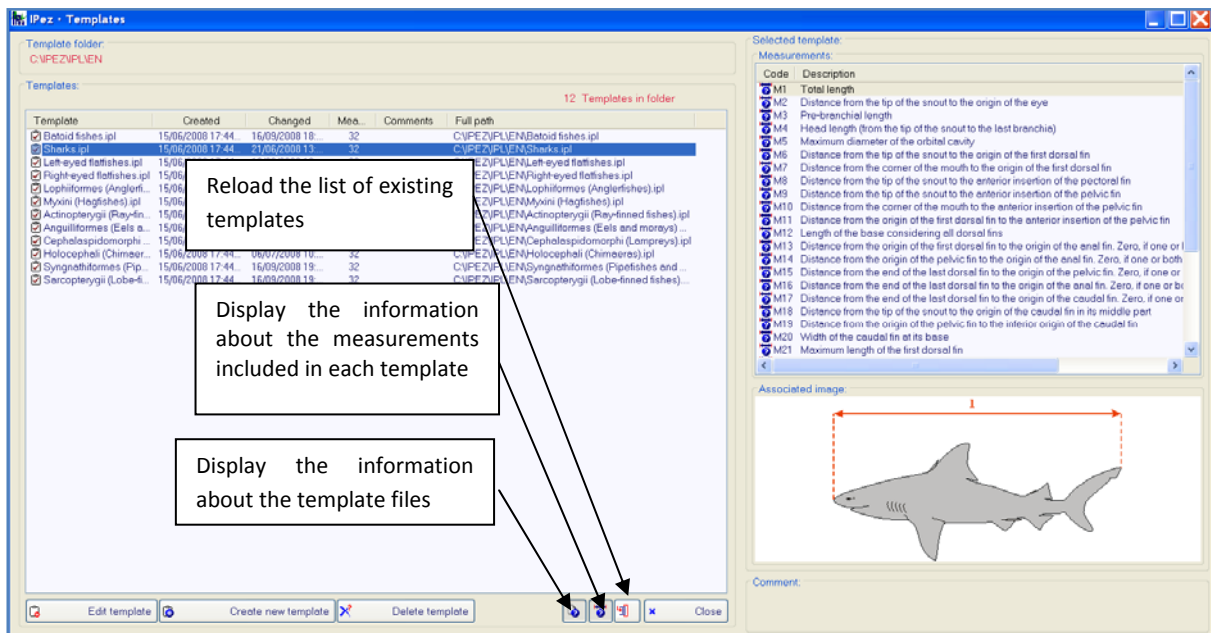 IPez - Templates
Template folder:
C:\IPEZ\IPL\EN
Templates:
12 Templates in folder
Template Created Changed Mea... Comments Full path
Batoid fishes.ipl 15/06/2008 17:44... 16/09/2008 18:... 32 C:\IPEZ\IPL\EN\Batoid fishes.ipl
Sharks.ipl 15/06/2008 17:44... 21/06/2008 13:... 32 C:\IPEZ\IPL\EN\Sharks.ipl
Left-eyed flatfishes.ipl 15/06 \IPEZ\IPL\EN\Left-eyed flatfishes.ipl
Right-eyed flatfishes.ipl 15/06 \IPEZ\IPL\EN\Right-eyed flatfishes.ipl
Lophiiformes (Anglerfi... 15/06 \IPEZ\IPL\EN\Lophiiformes (Anglerfishes).ipl
Myxini (Hagfishes).ipl 15/06 \IPEZ\IPL\EN\Myxini (Hagfishes).ipl
Actinopterygii (Ray-fin... 15/06 \IPEZ\IPL\EN\Actinopterygii (Ray-finned fishes).ipl
Anguilliformes (Eels a... 15/06 \IPEZ\IPL\EN\Anguilliformes (Eels and morays) ...
Cephalaspidomorphi ... 15/06 \IPEZ\IPL\EN\Cephalaspidomorphi (Lampreys).ipl
Holocephali (Chimaer... 15/06/2008 17:44... 06/07/2008 10:... 32 C:\IPEZ\IPL\EN\Holocephali (Chimaeras).ipl
Syngnathiformes (Pip... 15/06/2008 17:44... 16/09/2008 19:... 32 C:\IPEZ\IPL\EN\Syngnathiformes (Pipefishes and ...
Sarcopterygii (Lobe-fi... 15/06/2008 17:44... 16/09/2008 19:... 32 C:\IPEZ\IPL\EN\Sarcopterygii (Lobe-finned fishes)....
Reload the list of existing
templates
Display the information
about the measurements
included in each template
Display the information
about the template files
Edit template Create new template Delete template Close
Selected template:
Measurements:
Code Description
M1 Total length
M2 Distance from the tip of the snout to the origin of the eye
M3 Pre-branchial length
M4 Head length (from the tip of the snout to the last branchia)
M5 Maximum diameter of the orbital cavity
M6 Distance from the tip of the snout to the origin of the first dorsal fin
M7 Distance from the corner of the mouth to the origin of the first dorsal fin
M8 Distance from the tip of the snout to the anterior insertion of the pectoral fin
M9 Distance from the tip of the snout to the anterior insertion of the pelvic fin
M10 Distance from the corner of the mouth to the anterior insertion of the pelvic fin
M11 Distance from the origin of the first dorsal fin to the anterior insertion of the pelvic fin
M12 Length of the base considering all dorsal fins
M13 Distance from the origin of the first dorsal fin to the origin of the anal fin. Zero, if one or
M14 Distance from the origin of the pelvic fin to the origin of the anal fin. Zero, if one or both
M15 Distance from the end of the last dorsal fin to the origin of the pelvic fin. Zero, if one or
M16 Distance from the end of the last dorsal fin to the origin of the anal fin. Zero, if one or
M17 Distance from the end of the last dorsal fin to the origin of the caudal fin. Zero, if one or
M18 Distance from the tip of the snout to the origin of the caudal fin in its middle part
M19 Distance from the origin of the pelvic fin to the inferior origin of the caudal fin
M20 Width of the caudal fin at its base
M21 Maximum length of the first dorsal fin
Associated image:
1
Comment: